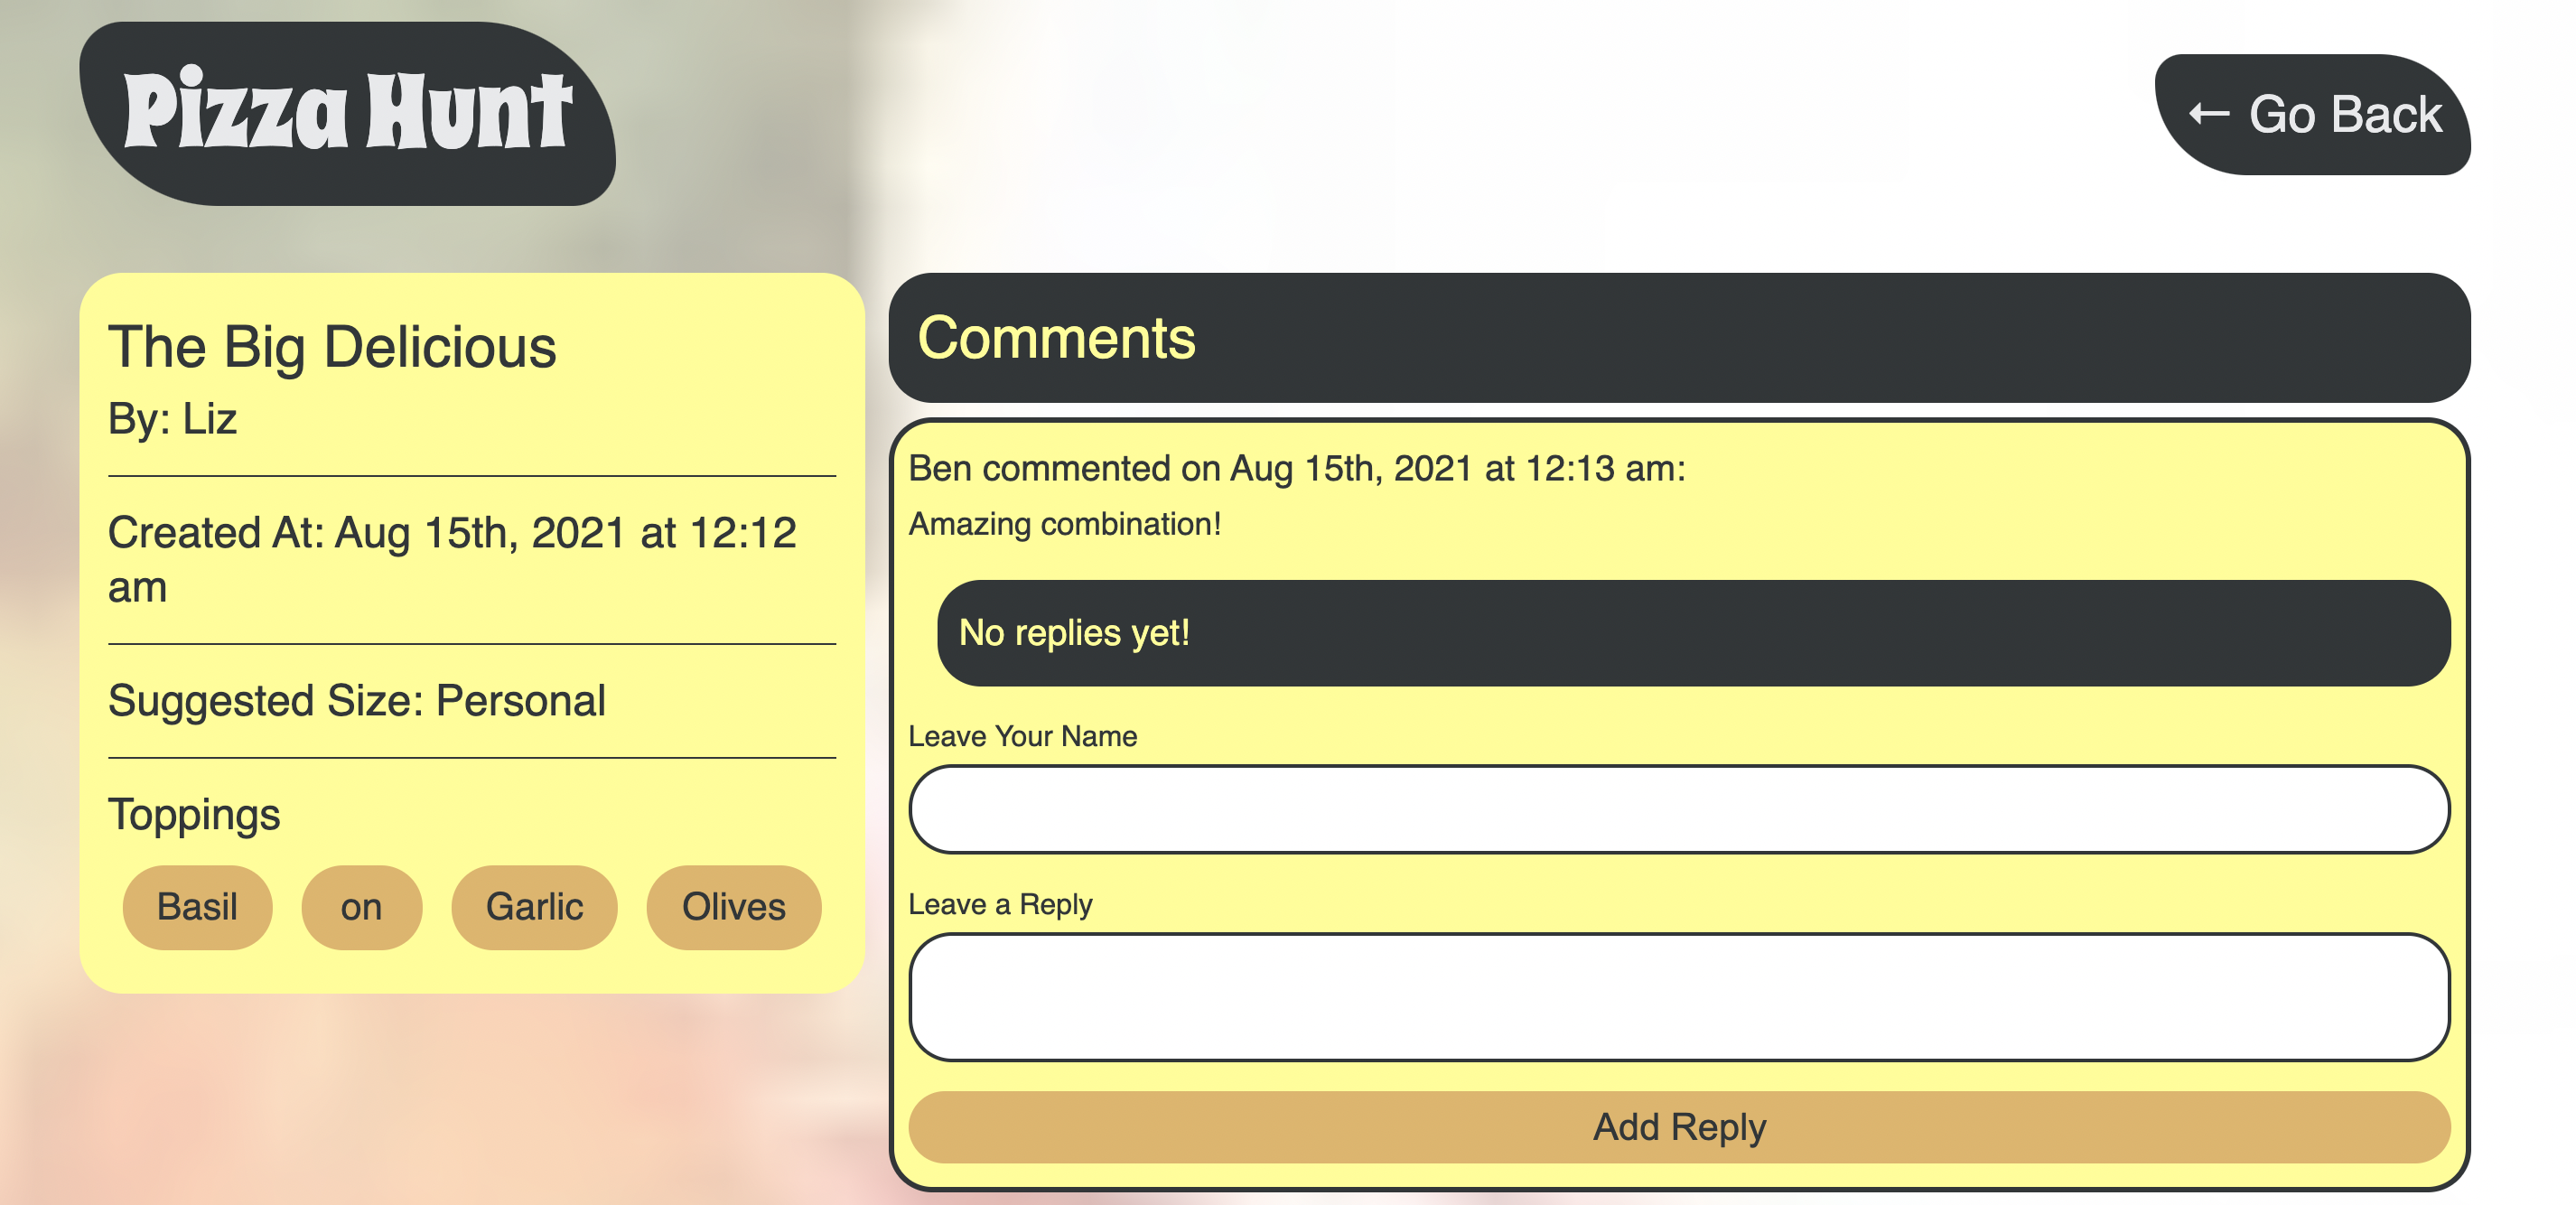 Pizza Hunt
← Go Back
The Big Delicious
By: Liz
Created At: Aug 15th, 2021 at 12:12
am
Suggested Size: Personal
Toppings
Basil on Garlic Olives
Comments
Ben commented on Aug 15th, 2021 at 12:13 am:
Amazing combination!
No replies yet!
Leave Your Name
Leave a Reply
Add Reply